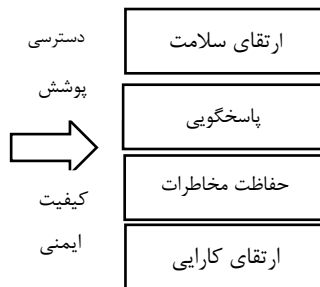 دسترسی
پوشش
کیفیت
ایمنی
ارتقای سلامت
پاسخگویی
حفاظت مخاطرات
ارتقای کارایی